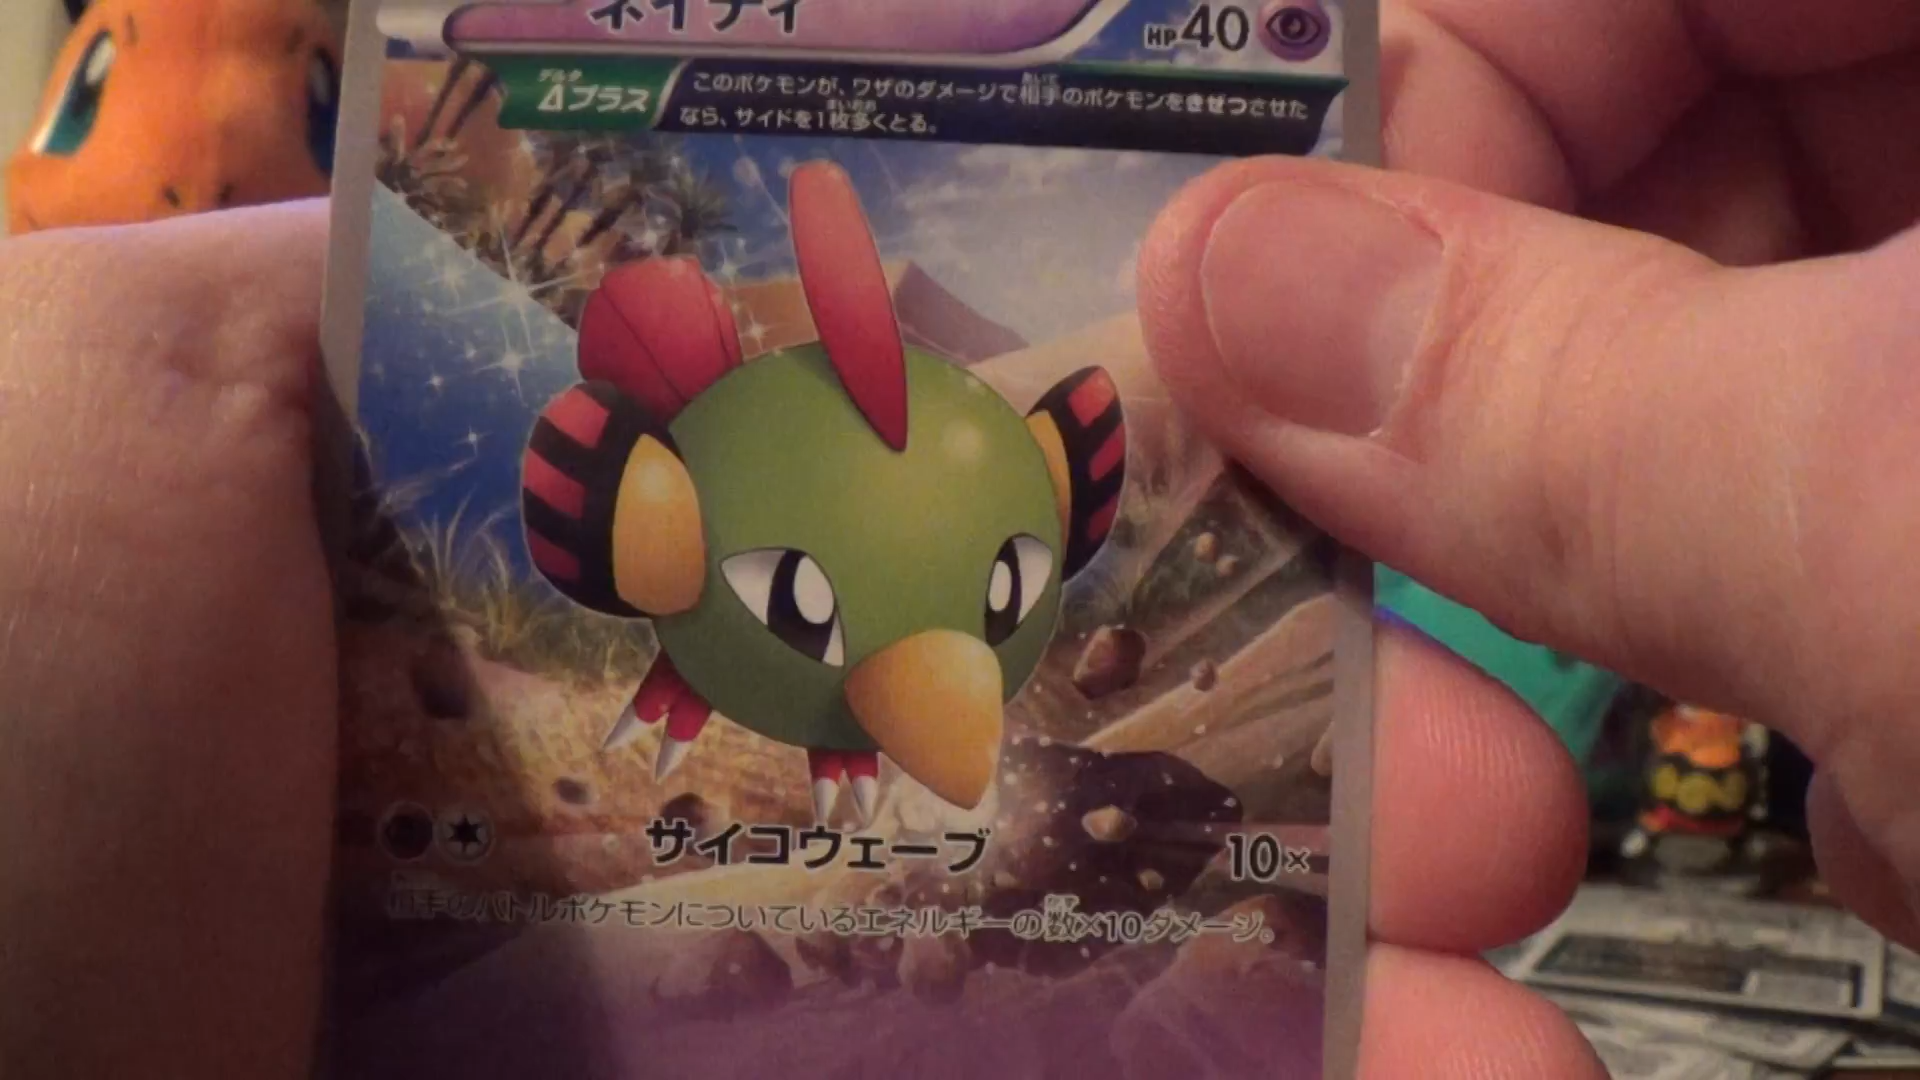 ネイティ
HP40
デルタ
Δプラス
このポケモンが、ワザのダメージで相手のポケモンをきぜつさせた
なら、サイドを1枚多くとる。
サイコウェーブ 10×
相手のバトルポケモンについているエネルギーの数×10ダメージ。